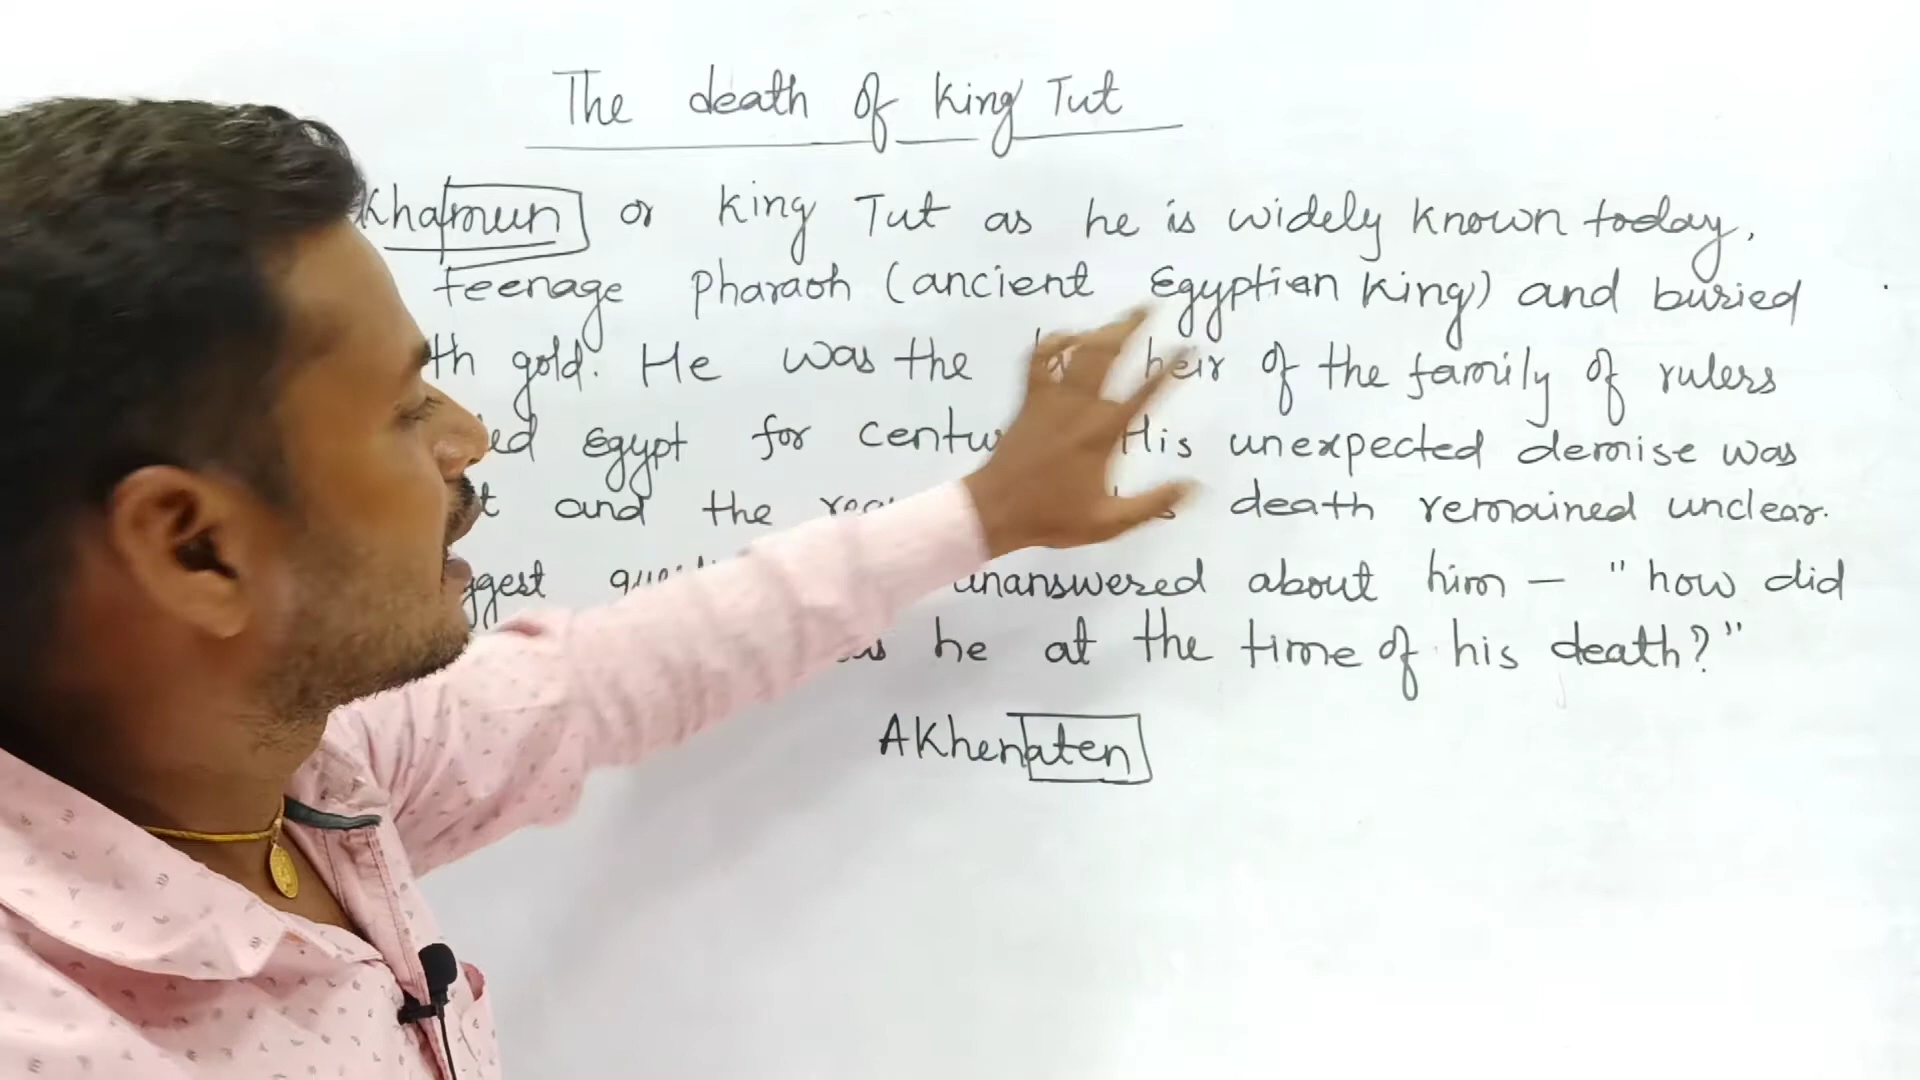 The death of King Tut
Khamun or King Tut as he is widely known today,
teenage Pharaoh (ancient Egyptian King) and buried
gold. He was the heir of the family of rulers
Egypt for His unexpected demise was
and the death remained unclear.
unanswered about him - "how did
he at the time of his death?"
AKhenaten